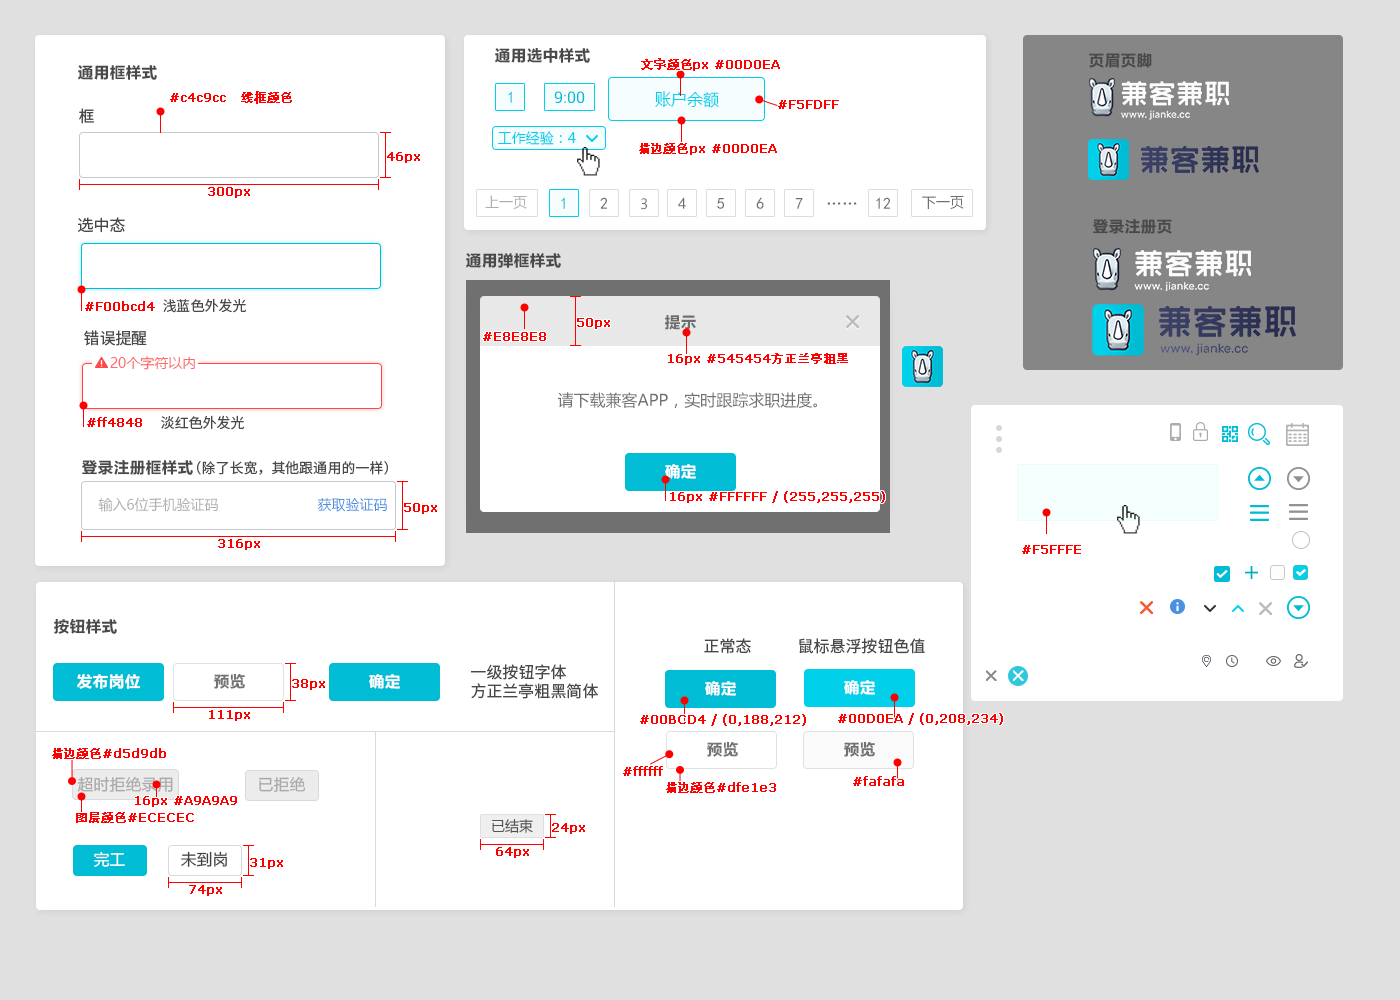 通用框样式
#c4c9cc 线框颜色
框
46px
300px
选中态
#F00bcd4 浅蓝色外发光
错误提醒
20个字符以内
#ff4848 淡红色外发光
登录注册框样式(除了长宽，其他跟通用的一样)
输入6位手机验证码 获取验证码
50px
316px
通用选中样式
文字颜色px #00D0EA
1 9:00 账户余额
#F5FDFF
工作经验：4
描边颜色px #00D0EA
上一页 1 2 3 4 5 6 7 …… 12 下一页
通用弹框样式
#E8E8E8
50px
提示
16px #545454方正兰亭粗黑
请下载兼客APP，实时跟踪求职进度。
确定
16px #FFFFFF / (255,255,255)
页眉页脚
兼客兼职
www.jianke.cc
兼客兼职
登录注册页
兼客兼职
www.jianke.cc
兼客兼职
www.jianke.cc
#F5FFFE
按钮样式
发布岗位 预览 38px 确定
111px
一级按钮字体
方正兰亭粗黑简体
描边颜色#d5d9db
超时拒绝录用 已拒绝
16px #A9A9A9
图层颜色#ECECEC
完工 未到岗 31px
74px
已结束 24px
64px
正常态 鼠标悬浮按钮色值
确定 确定
#00BCD4 / (0,188,212) #00D0EA / (0,208,234)
预览 预览
#ffffff
描边颜色#dfe1e3
#fafafa